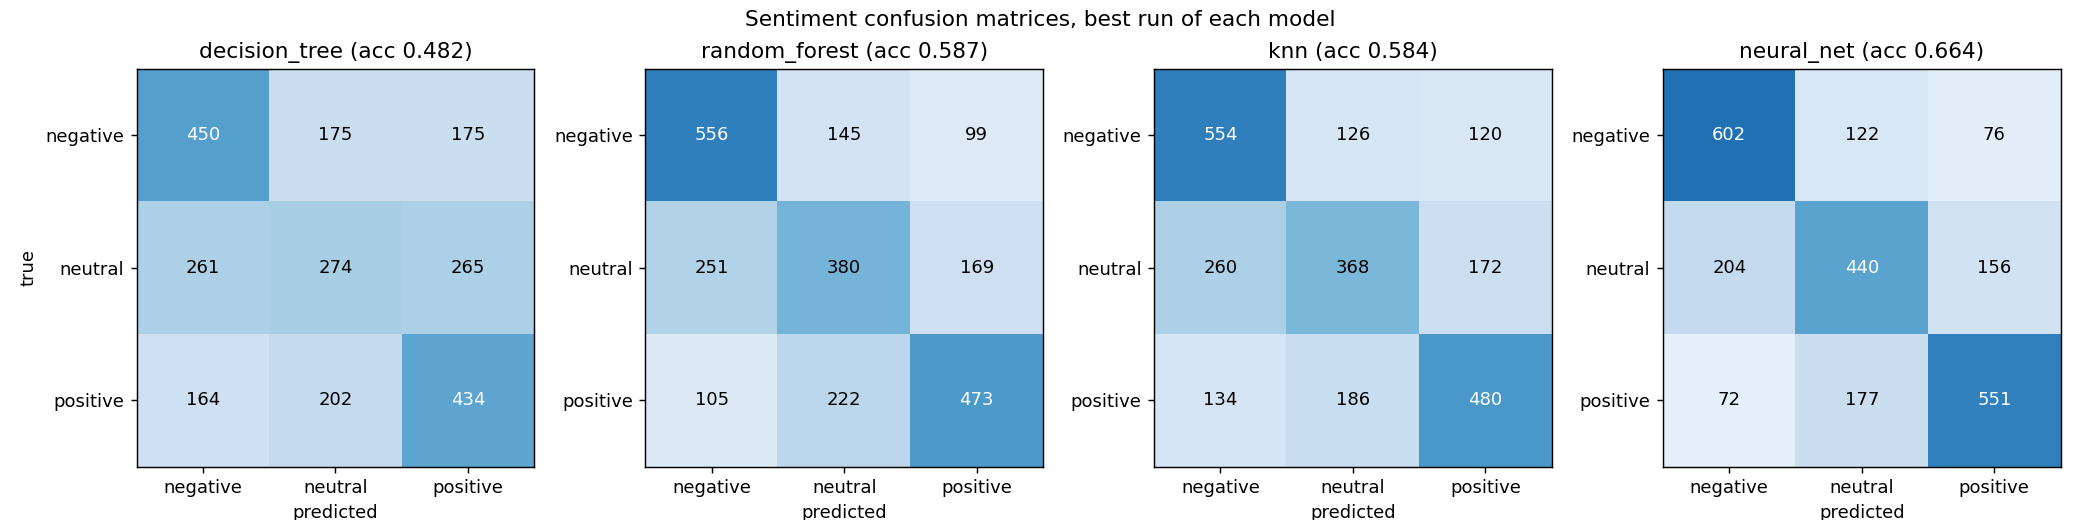 Sentiment confusion matrices, best run of each model
decision_tree (acc 0.482)
true
negative 450 175 175
neutral 261 274 265
positive 164 202 434
negative neutral positive
predicted
random_forest (acc 0.587)
negative 556 145 99
neutral 251 380 169
positive 105 222 473
negative neutral positive
predicted
knn (acc 0.584)
negative 554 126 120
neutral 260 368 172
positive 134 186 480
negative neutral positive
predicted
neural_net (acc 0.664)
negative 602 122 76
neutral 204 440 156
positive 72 177 551
negative neutral positive
predicted